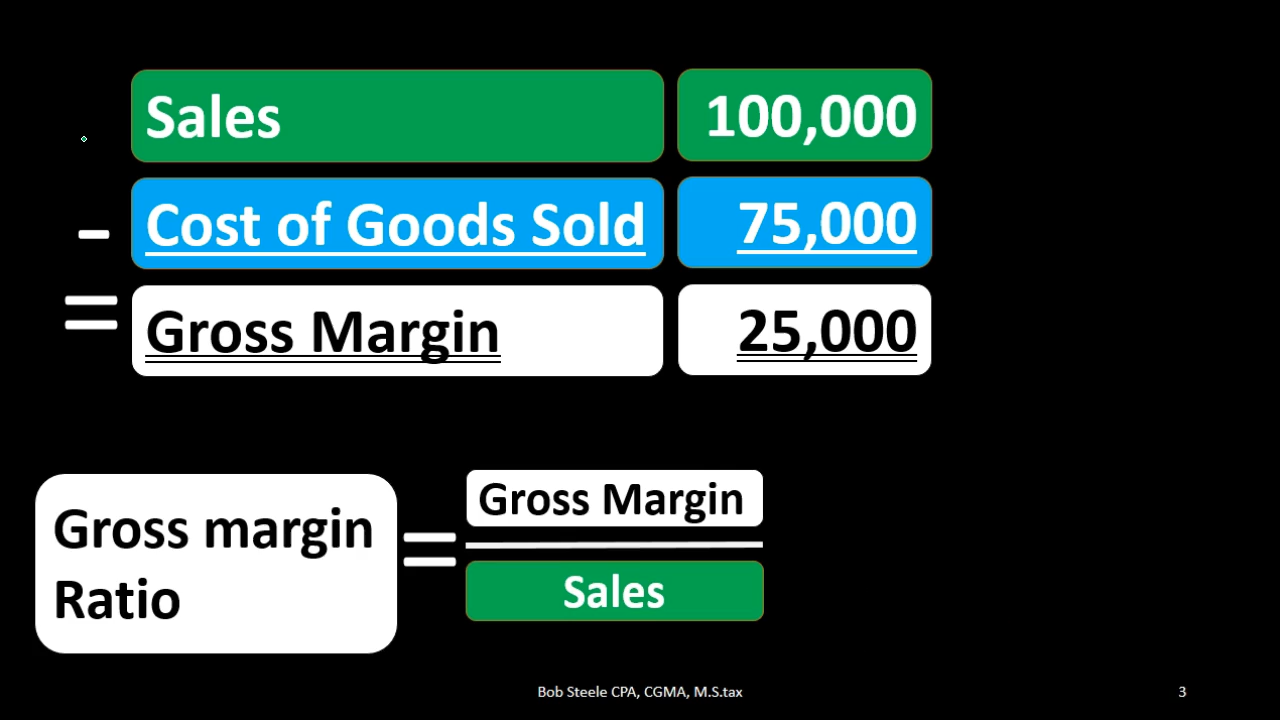 Sales 100,000
- Cost of Goods Sold 75,000
= Gross Margin 25,000
Gross margin
Ratio
=
Gross Margin
Sales
Bob Steele CPA, CGMA, M.S.tax
3